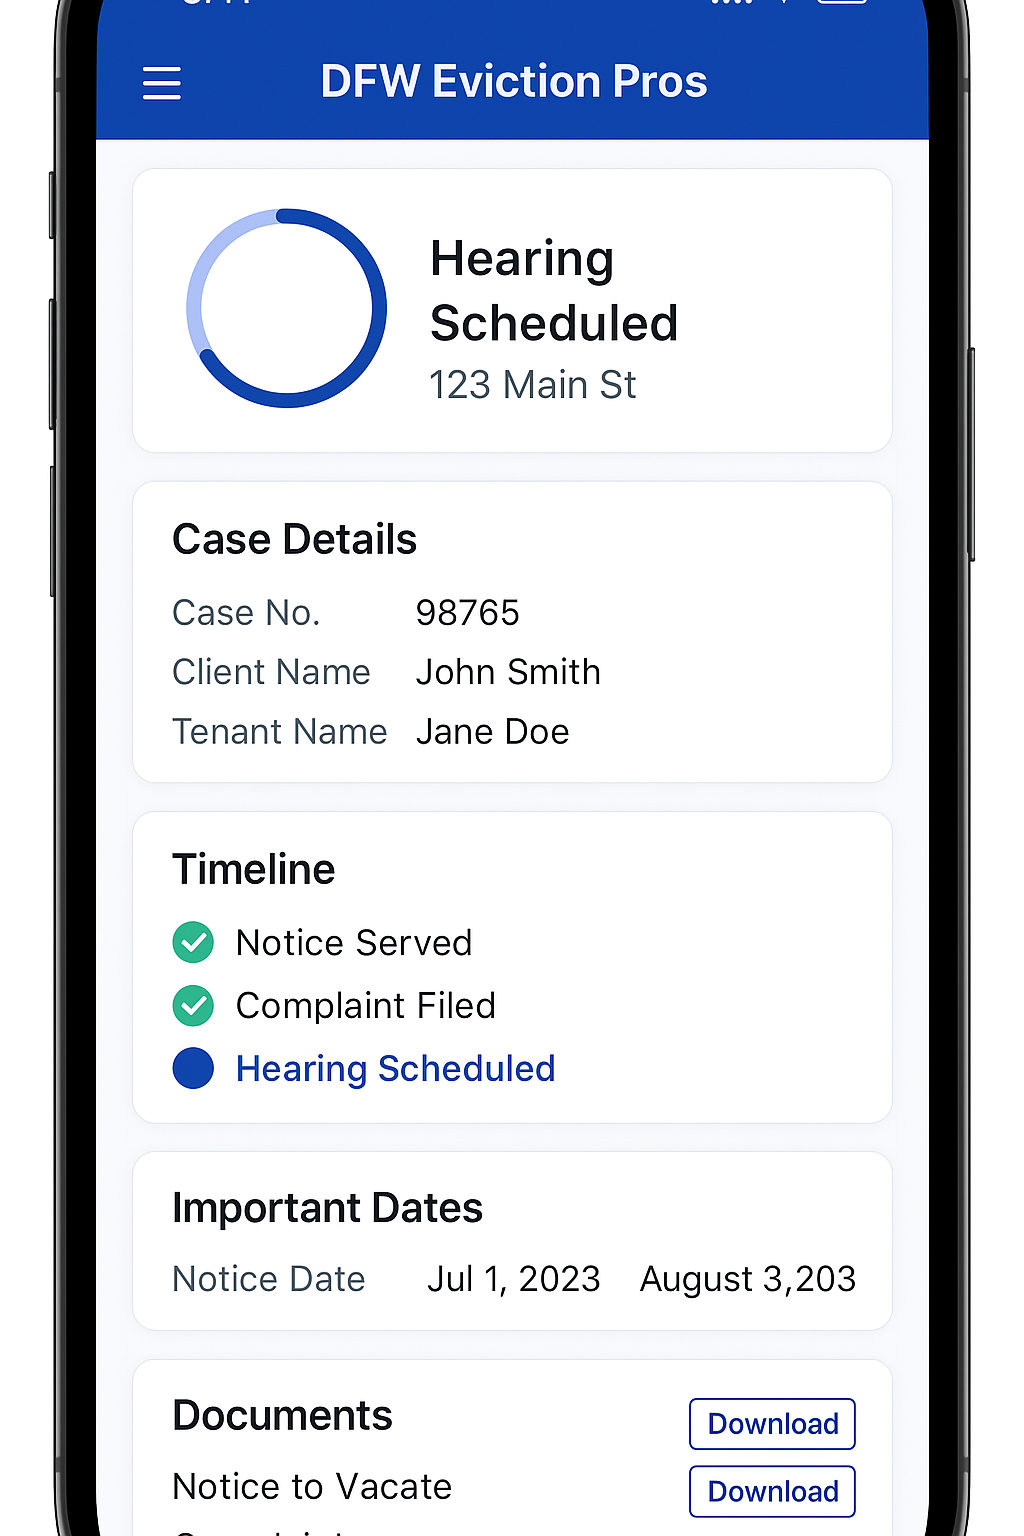 DFW Eviction Pros
Hearing
Scheduled
123 Main St
Case Details
Case No. 98765
Client Name John Smith
Tenant Name Jane Doe
Timeline
Notice Served
Complaint Filed
Hearing Scheduled
Important Dates
Notice Date Jul 1, 2023 August 3,203
Documents Download
Notice to Vacate Download